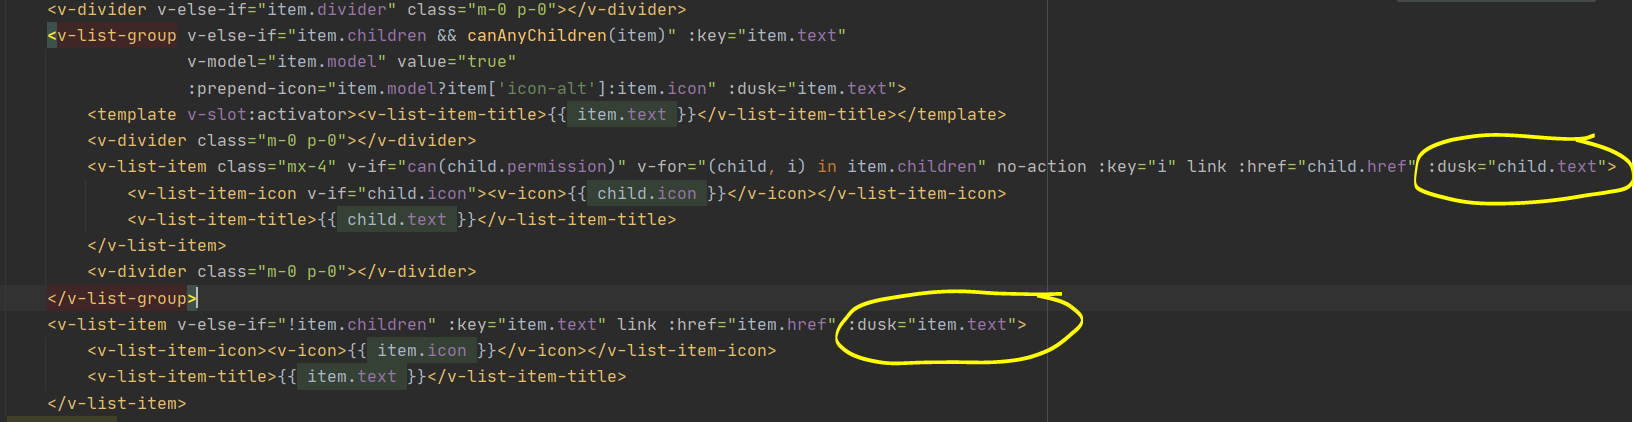 <v-divider v-else-if="item.divider" class="m-0 p-0"></v-divider>
<v-list-group v-else-if="item.children && canAnyChildren(item)" :key="item.text"
v-model="item.model" value="true"
:prepend-icon="item.model?item['icon-alt']:item.icon" :dusk="item.text">
<template v-slot:activator><v-list-item-title>{{ item.text }}</v-list-item-title></template>
<v-divider class="m-0 p-0"></v-divider>
<v-list-item class="mx-4" v-if="can(child.permission)" v-for="(child, i) in item.children" no-action :key="i" link :href="child.href" :dusk="child.text">
<v-list-item-icon v-if="child.icon"><v-icon>{{ child.icon }}</v-icon></v-list-item-icon>
<v-list-item-title>{{ child.text }}</v-list-item-title>
</v-list-item>
<v-divider class="m-0 p-0"></v-divider>
</v-list-group>
<v-list-item v-else-if="!item.children" :key="item.text" link :href="item.href" :dusk="item.text">
<v-list-item-icon><v-icon>{{ item.icon }}</v-icon></v-list-item-icon>
<v-list-item-title>{{ item.text }}</v-list-item-title>
</v-list-item>